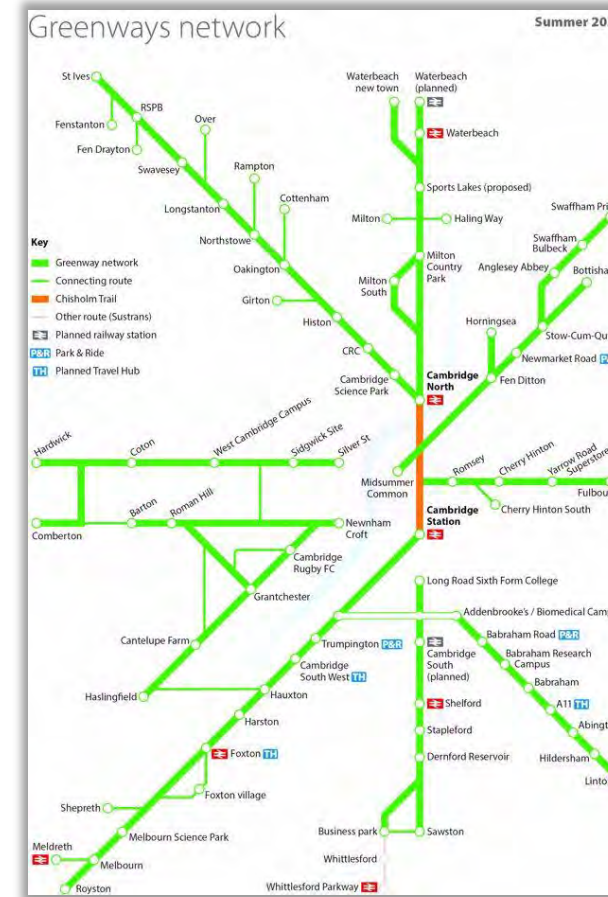 Greenways network
Summer 20
St Ives
Fenstanton
RSPB
Fen Drayton
Over
Swavesey
Rampton
Longstanton
Cottenham
Northstowe
Oakington
Girton
Histon
CRC
Cambridge
Science Park
Waterbeach
new town
Waterbeach
(planned)
Waterbeach
Sports Lakes (proposed)
Milton
Haling Way
Milton
Country
Park
Milton
South
Cambridge
North
Swaffham Pri
Swaffham
Bulbeck
Anglesey Abbey
Bottisha
Horningsea
Stow-Cum-Qu
Newmarket Road P
Fen Ditton
Midsummer
Common
Key
Greenway network
Connecting route
Chisholm Trail
Other route (Sustrans)
Planned railway station
P&R Park & Ride
TH Planned Travel Hub
Hardwick
Coton
West Cambridge Campus
Sidgwick Site
Silver St
Comberton
Barton
Roman Hill
Newnham
Croft
Cambridge
Rugby FC
Grantchester
Cantelupe Farm
Haslingfield
Romsey
Cherry Hinton
Yarrow Road
Superstore
Fulbou
Cherry Hinton South
Cambridge
Station
Long Road Sixth Form College
Addenbrooke's / Biomedical Cam
Trumpington P&R
Cambridge
South West TH
Hauxton
Harston
Foxton TH
Foxton village
Shepreth
Melbourn Science Park
Meldreth
Melbourn
Royston
Cambridge
South
(planned)
Shelford
Stapleford
Dernford Reservoir
Business park
Sawston
Whittlesford
Whittlesford Parkway
Babraham Road P&R
Babraham Research
Campus
Babraham
A11 TH
Abingt
Hildersham
Linto